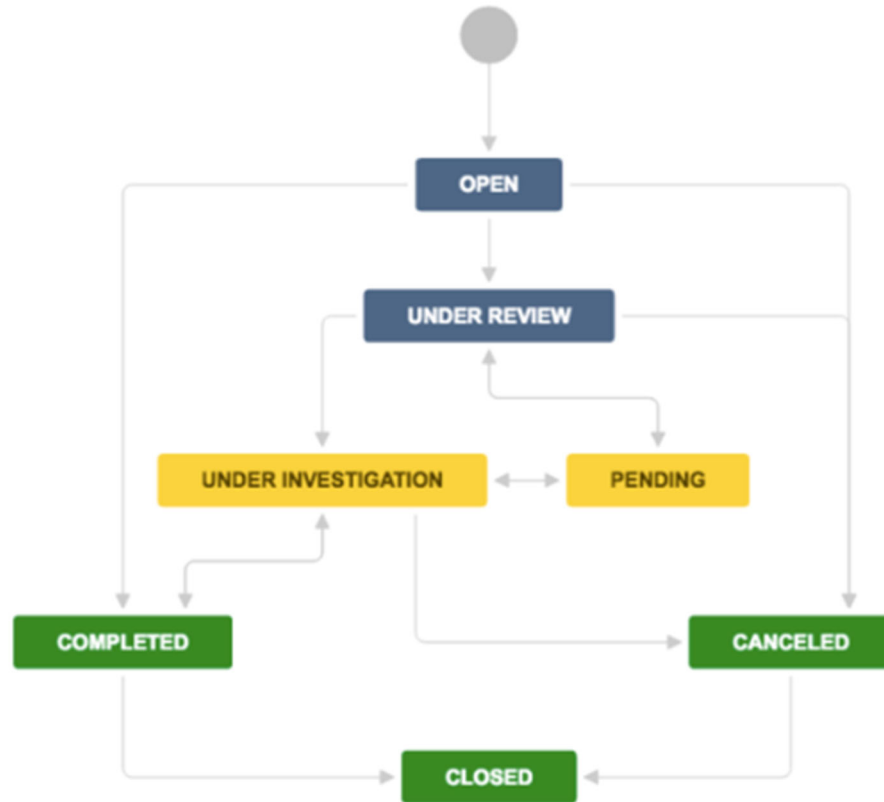 OPEN
UNDER REVIEW
UNDER INVESTIGATION
PENDING
COMPLETED
CANCELED
CLOSED